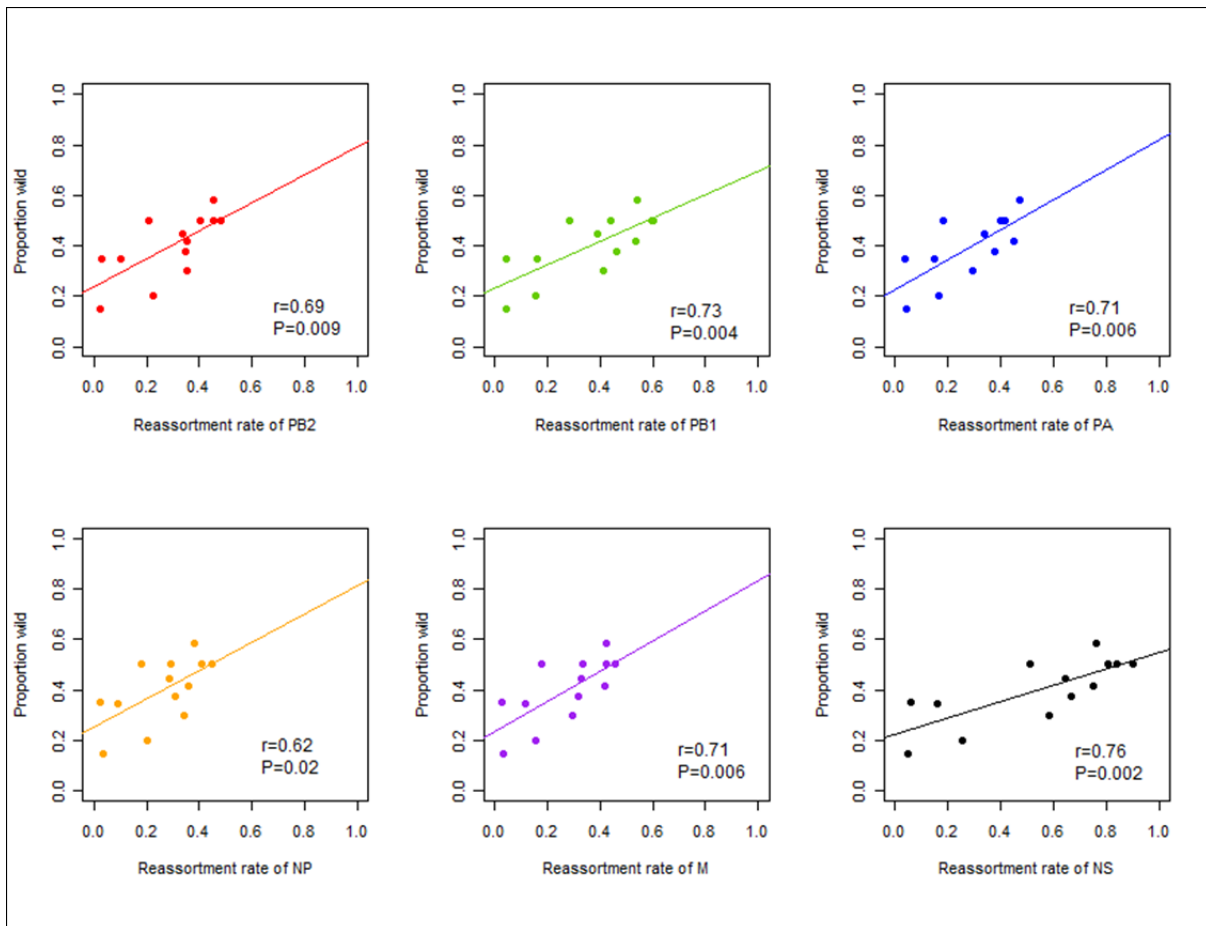 Proportion wild
1.0
0.8
0.6
0.4
0.2
0.0
r=0.69
P=0.009
0.0 0.2 0.4 0.6 0.8 1.0
Reassortment rate of PB2
Proportion wild
1.0
0.8
0.6
0.4
0.2
0.0
r=0.73
P=0.004
0.0 0.2 0.4 0.6 0.8 1.0
Reassortment rate of PB1
Proportion wild
1.0
0.8
0.6
0.4
0.2
0.0
r=0.71
P=0.006
0.0 0.2 0.4 0.6 0.8 1.0
Reassortment rate of PA
Proportion wild
1.0
0.8
0.6
0.4
0.2
0.0
r=0.62
P=0.02
0.0 0.2 0.4 0.6 0.8 1.0
Reassortment rate of NP
Proportion wild
1.0
0.8
0.6
0.4
0.2
0.0
r=0.71
P=0.006
0.0 0.2 0.4 0.6 0.8 1.0
Reassortment rate of M
Proportion wild
1.0
0.8
0.6
0.4
0.2
0.0
r=0.76
P=0.002
0.0 0.2 0.4 0.6 0.8 1.0
Reassortment rate of NS